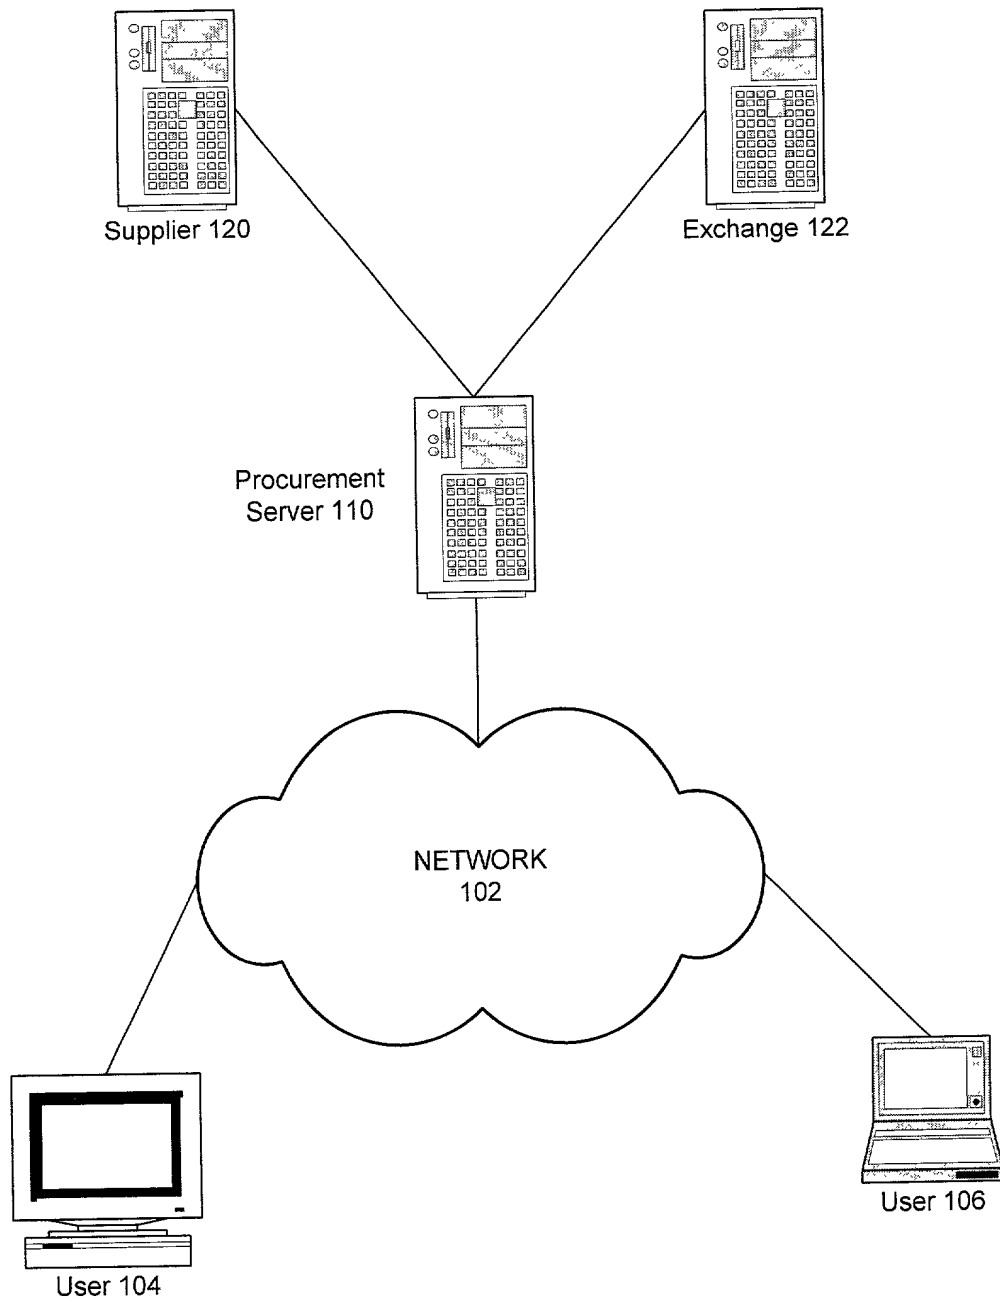 Supplier 120
Exchange 122
Procurement
Server 110
NETWORK
102
User 106
User 104